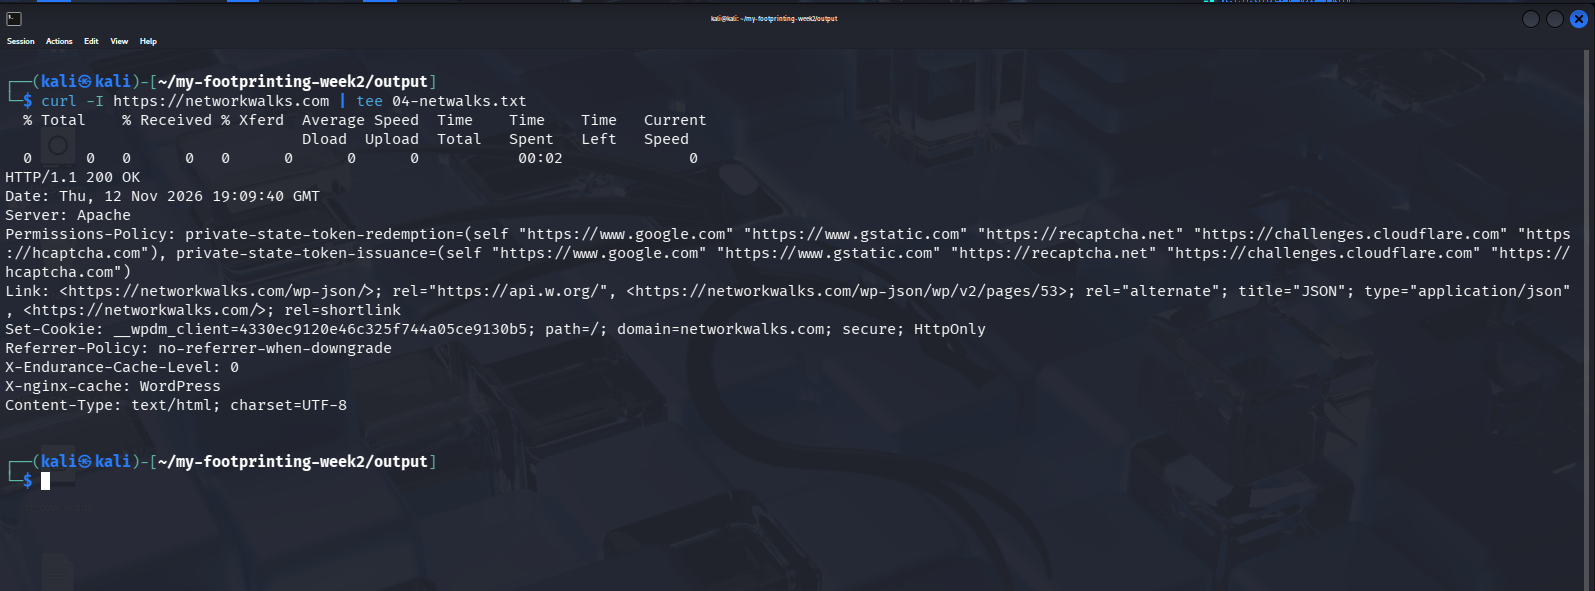 kali@kali: ~/my-footprinting-week2/output
Session Actions Edit View Help
┌──(kali㉿kali)-[~/my-footprinting-week2/output]
└─$ curl -I https://networkwalks.com | tee 04-netwalks.txt
  % Total    % Received % Xferd  Average Speed  Time    Time    Time   Current
                                 Dload  Upload  Total   Spent   Left   Speed
  0      0   0      0   0      0      0      0           00:02              0
HTTP/1.1 200 OK
Date: Thu, 12 Nov 2026 19:09:40 GMT
Server: Apache
Permissions-Policy: private-state-token-redemption=(self "https://www.google.com" "https://www.gstatic.com" "https://recaptcha.net" "https://challenges.cloudflare.com" "https
://hcaptcha.com"), private-state-token-issuance=(self "https://www.google.com" "https://www.gstatic.com" "https://recaptcha.net" "https://challenges.cloudflare.com" "https://
hcaptcha.com")
Link: <https://networkwalks.com/wp-json/>; rel="https://api.w.org/", <https://networkwalks.com/wp-json/wp/v2/pages/53>; rel="alternate"; title="JSON"; type="application/json"
, <https://networkwalks.com/>; rel=shortlink
Set-Cookie: __wpdm_client=4330ec9120e46c325f744a05ce9130b5; path=/; domain=networkwalks.com; secure; HttpOnly
Referrer-Policy: no-referrer-when-downgrade
X-Endurance-Cache-Level: 0
X-nginx-cache: WordPress
Content-Type: text/html; charset=UTF-8
┌──(kali㉿kali)-[~/my-footprinting-week2/output]
└─$